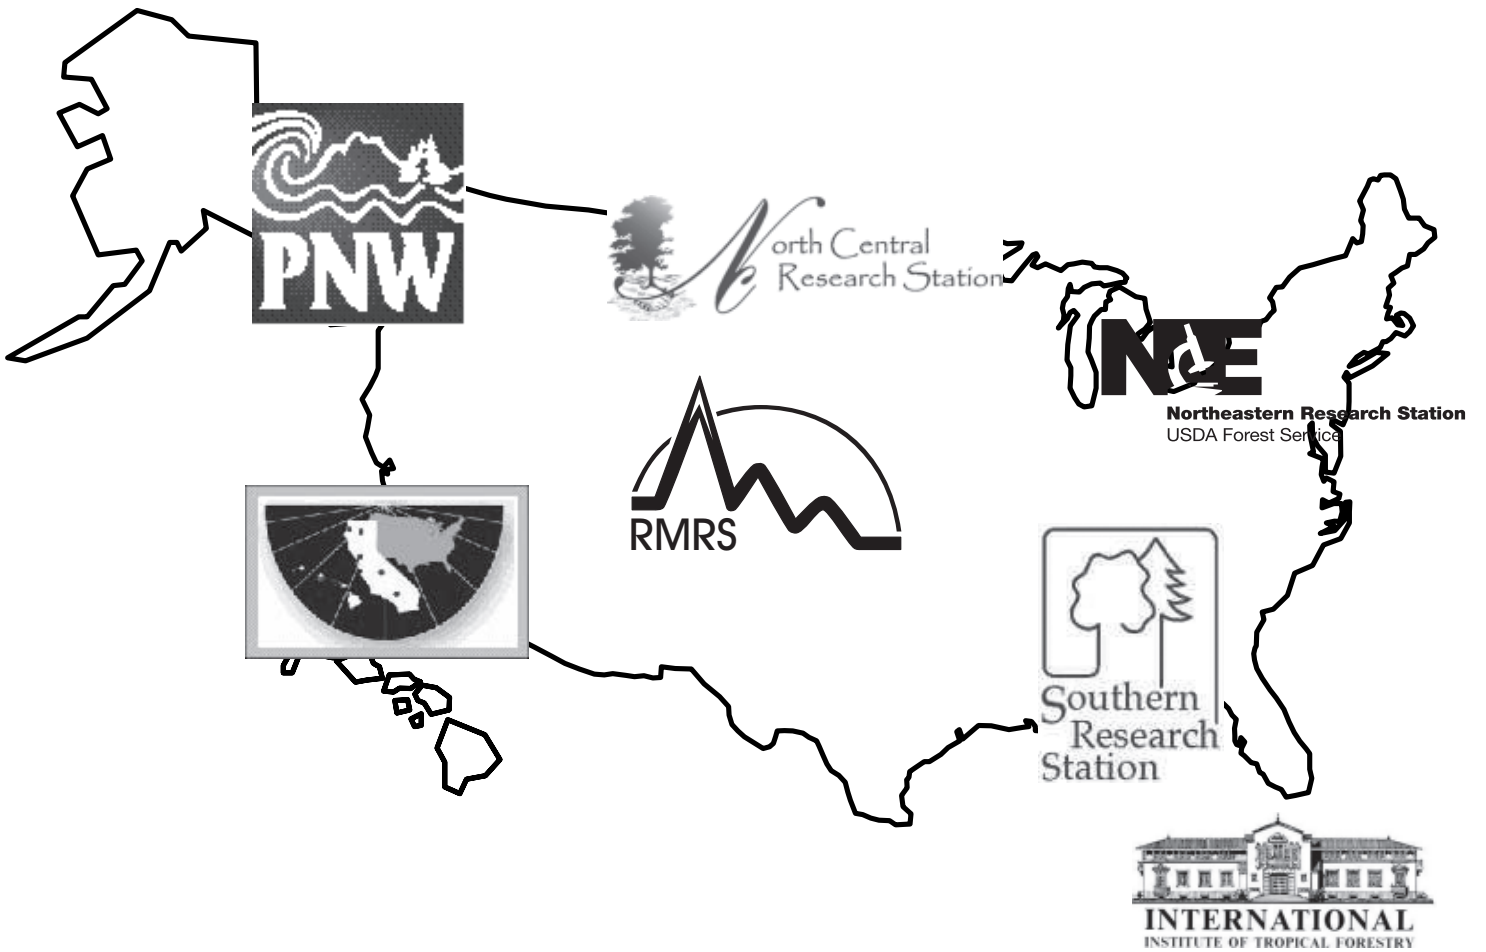 PNW
North Central
Research Station
NE
Northeastern Research Station
USDA Forest Service
RMRS
Southern
Research
Station
INTERNATIONAL
INSTITUTE OF TROPICAL FORESTRY